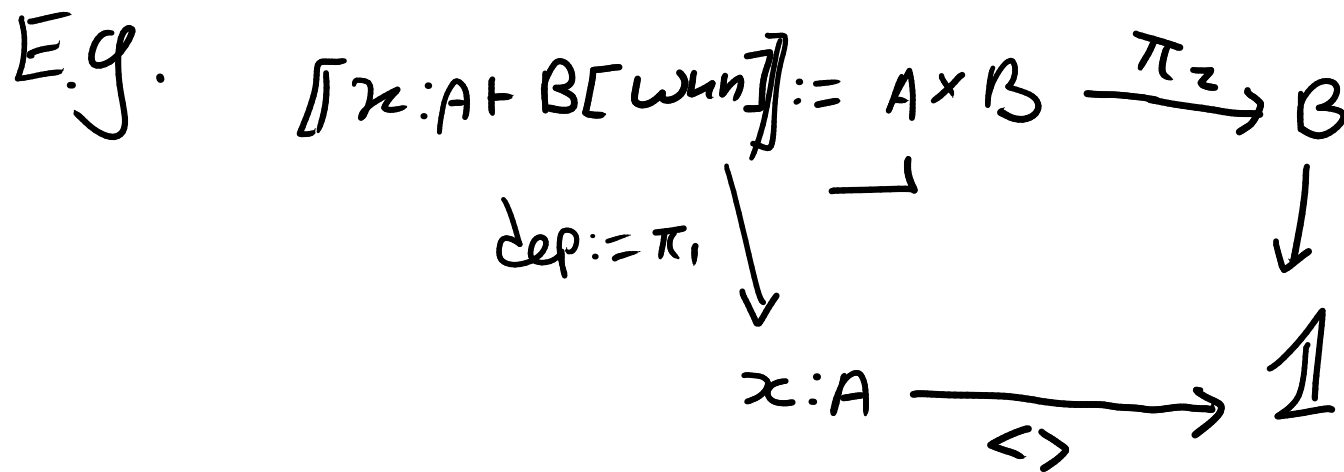 E.g. ⟦x:A ⊢ B[wkn]⟧ := A × B ⟶ B
π₂
dep := π₁
x:A ⟶ 𝟙
<>